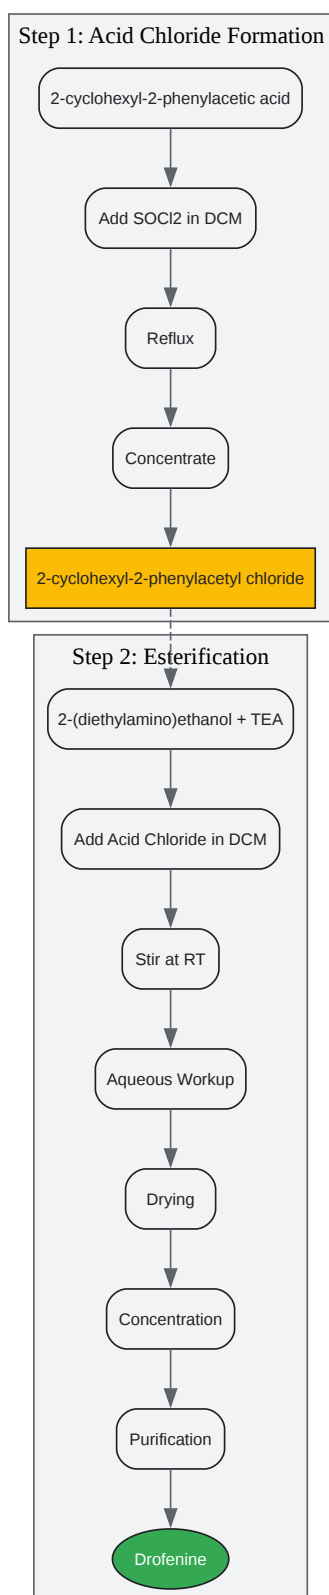 Step 1: Acid Chloride Formation
2-cyclohexyl-2-phenylacetic acid
Add SOCl2 in DCM
Reflux
Concentrate
2-cyclohexyl-2-phenylacetyl chloride
Step 2: Esterification
2-(diethylamino)ethanol + TEA
Add Acid Chloride in DCM
Stir at RT
Aqueous Workup
Drying
Concentration
Purification
Drofenine